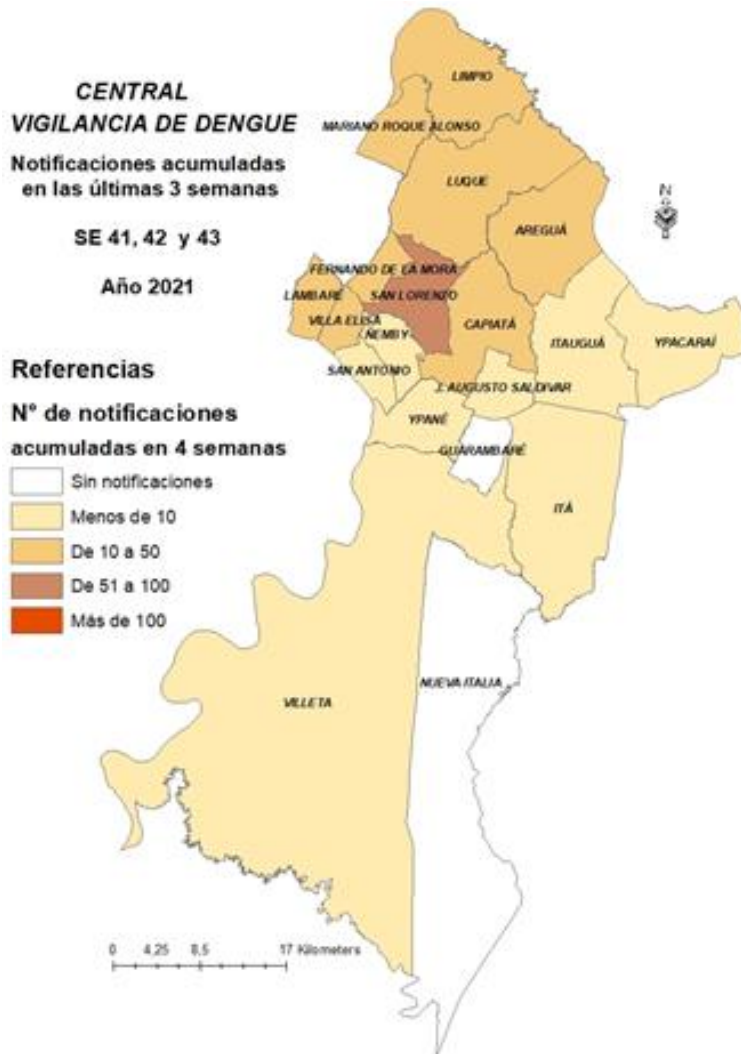 CENTRAL
VIGILANCIA DE DENGUE
Notificaciones acumuladas
en las últimas 3 semanas
SE 41, 42 y 43
Año 2021
Referencias
N° de notificaciones
acumuladas en 4 semanas
Sin notificaciones
Menos de 10
De 10 a 50
De 51 a 100
Más de 100
LIMPIO
MARIANO ROQUE ALONSO
LUQUE
N
AREGUÁ
FERNANDO DE LA MORA
LAMBARÉ
SAN LORENZO
VILLA ELISA
CAPIATÁ
ÑEMBY
ITAUGUÁ
YPACARAÍ
SAN ANTONIO
J. AUGUSTO SALDIVAR
YPANÉ
GUARAMBARÉ
ITÁ
NUEVA ITALIA
VILLETA
0 4,25 8,5 17 Kilometers